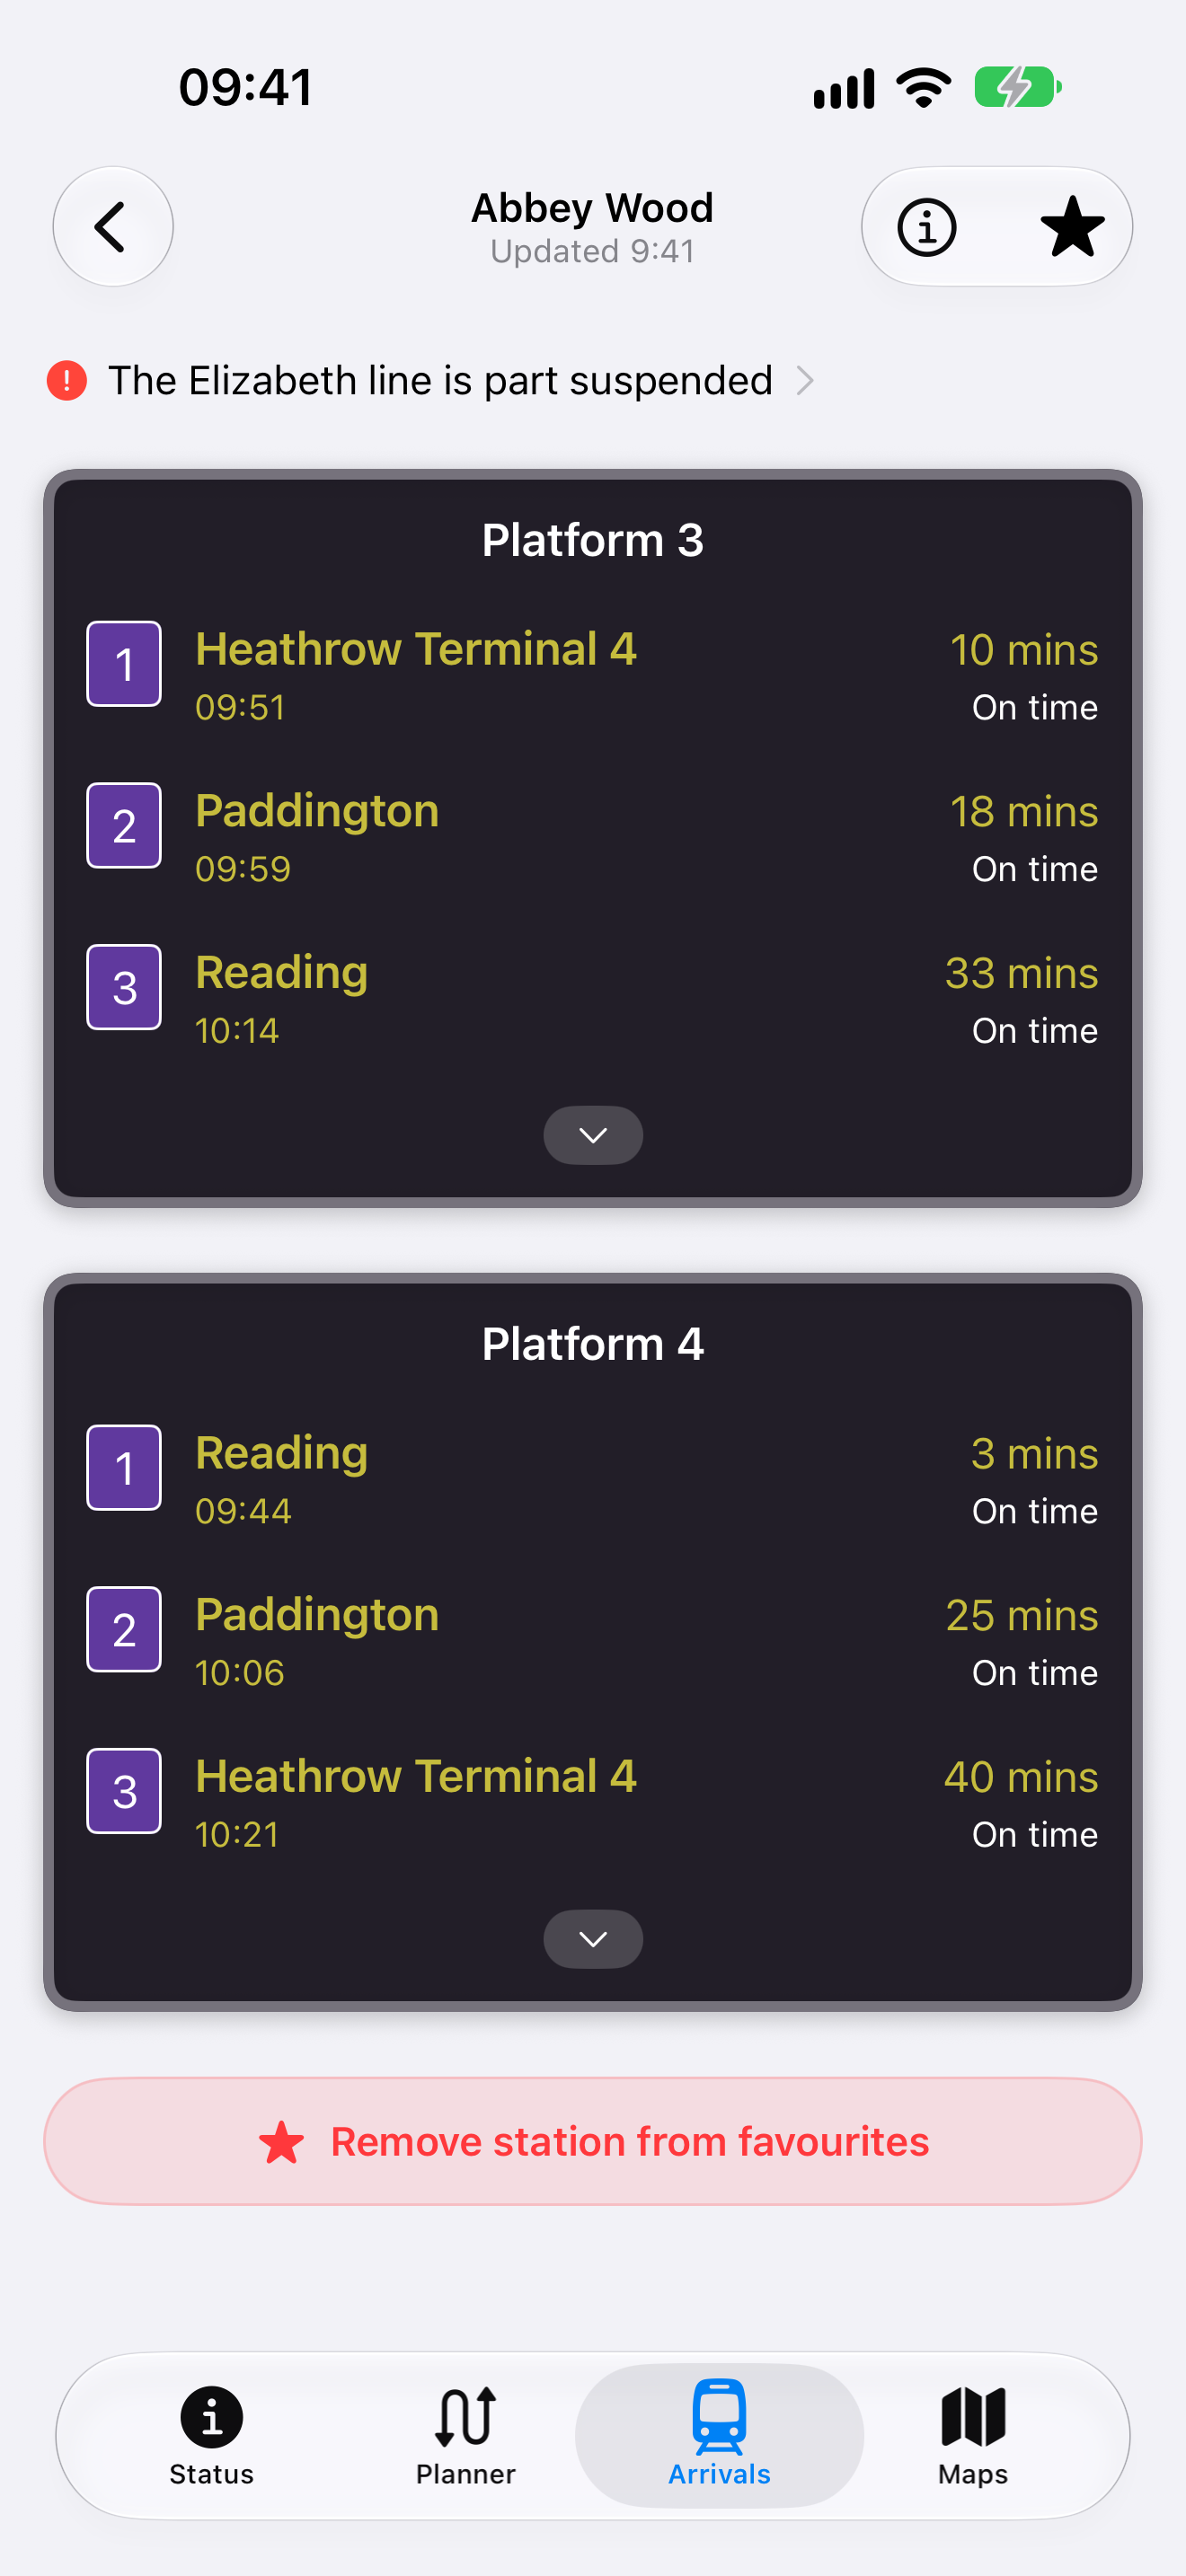 09:41
Abbey Wood
Updated 9:41
The Elizabeth line is part suspended
Platform 3
1 Heathrow Terminal 4 10 mins
09:51 On time
2 Paddington 18 mins
09:59 On time
3 Reading 33 mins
10:14 On time
Platform 4
1 Reading 3 mins
09:44 On time
2 Paddington 25 mins
10:06 On time
3 Heathrow Terminal 4 40 mins
10:21 On time
Remove station from favourites
Status Planner Arrivals Maps